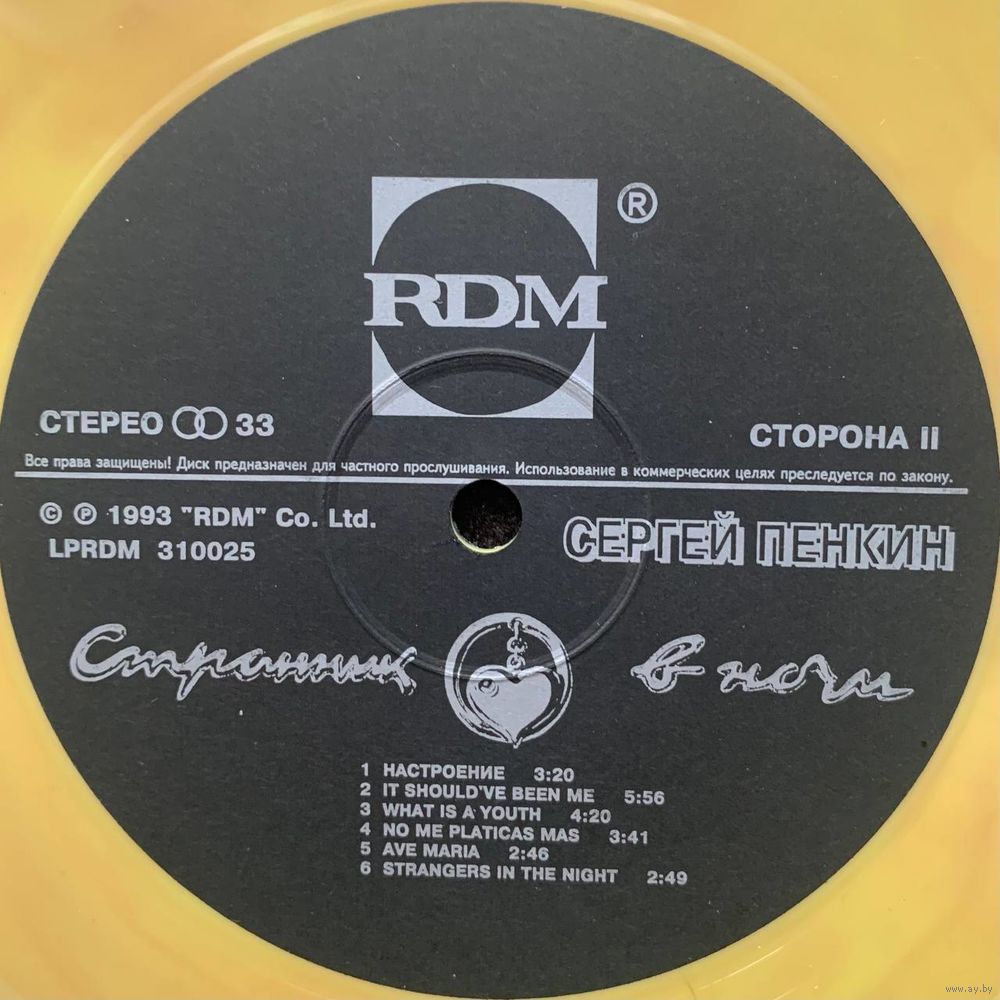 ®
RDM
СТЕРЕО 33
СТОРОНА II
Все права защищены! Диск предназначен для частного прослушивания. Использование в коммерческих целях преследуется по закону.
© ℗ 1993 "RDM" Co. Ltd.
LPRDM 310025
СЕРГЕЙ ПЕНКИН
Странник в ночи
1 НАСТРОЕНИЕ 3:20
2 IT SHOULD'VE BEEN ME 5:56
3 WHAT IS A YOUTH 4:20
4 NO ME PLATICAS MAS 3:41
5 AVE MARIA 2:46
6 STRANGERS IN THE NIGHT 2:49
www.ay.by